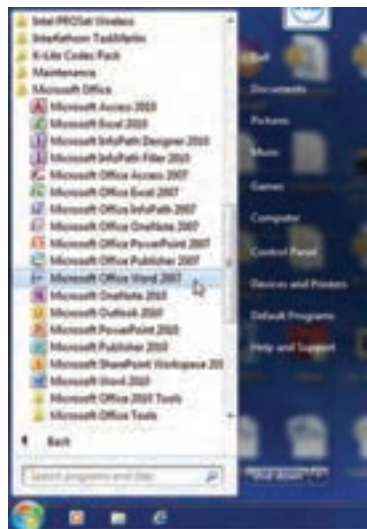 Intel PROSet Wireless
Interfathom TaskMerlin
K-Lite Codec Pack
Maintenance
Microsoft Office
Microsoft Access 2010
Microsoft Excel 2010
Microsoft InfoPath Designer 2010
Microsoft InfoPath Filler 2010
Microsoft Office Access 2007
Microsoft Office Excel 2007
Microsoft Office InfoPath 2007
Microsoft Office OneNote 2007
Microsoft Office PowerPoint 2007
Microsoft Office Publisher 2007
Microsoft Office Word 2007
Microsoft OneNote 2010
Microsoft Outlook 2010
Microsoft PowerPoint 2010
Microsoft Publisher 2010
Microsoft SharePoint Workspace 20
Microsoft Word 2010
Microsoft Office 2010 Tools
Microsoft Office Tools
Back
Search programs and files
Dell
Documents
Pictures
Music
Games
Computer
Control Panel
Devices and Printers
Default Programs
Help and Support
Shut down